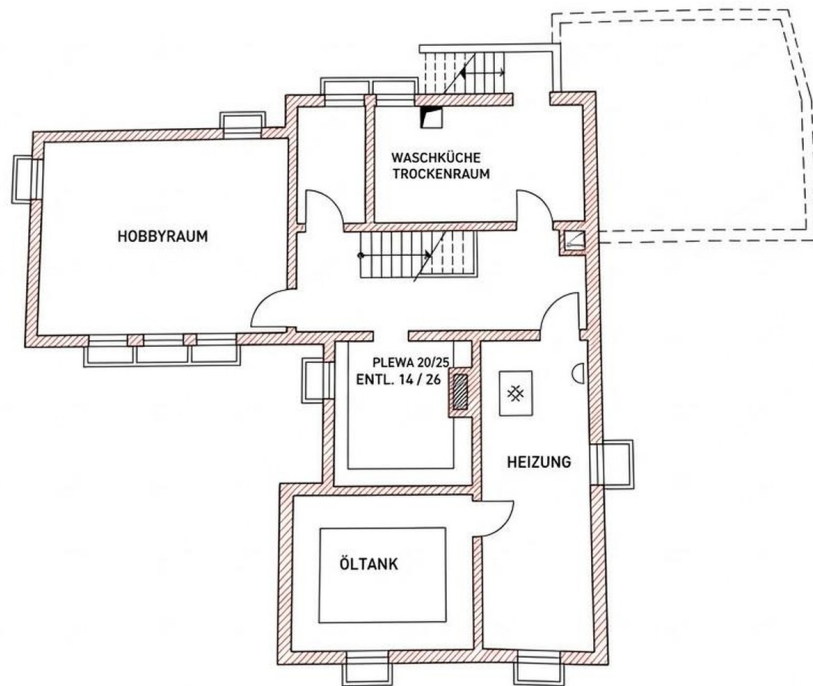 WASCHKÜCHE
TROCKENRAUM
HOBBYRAUM
PLEWA 20/25
ENTL. 14 / 26
HEIZUNG
ÖLTANK